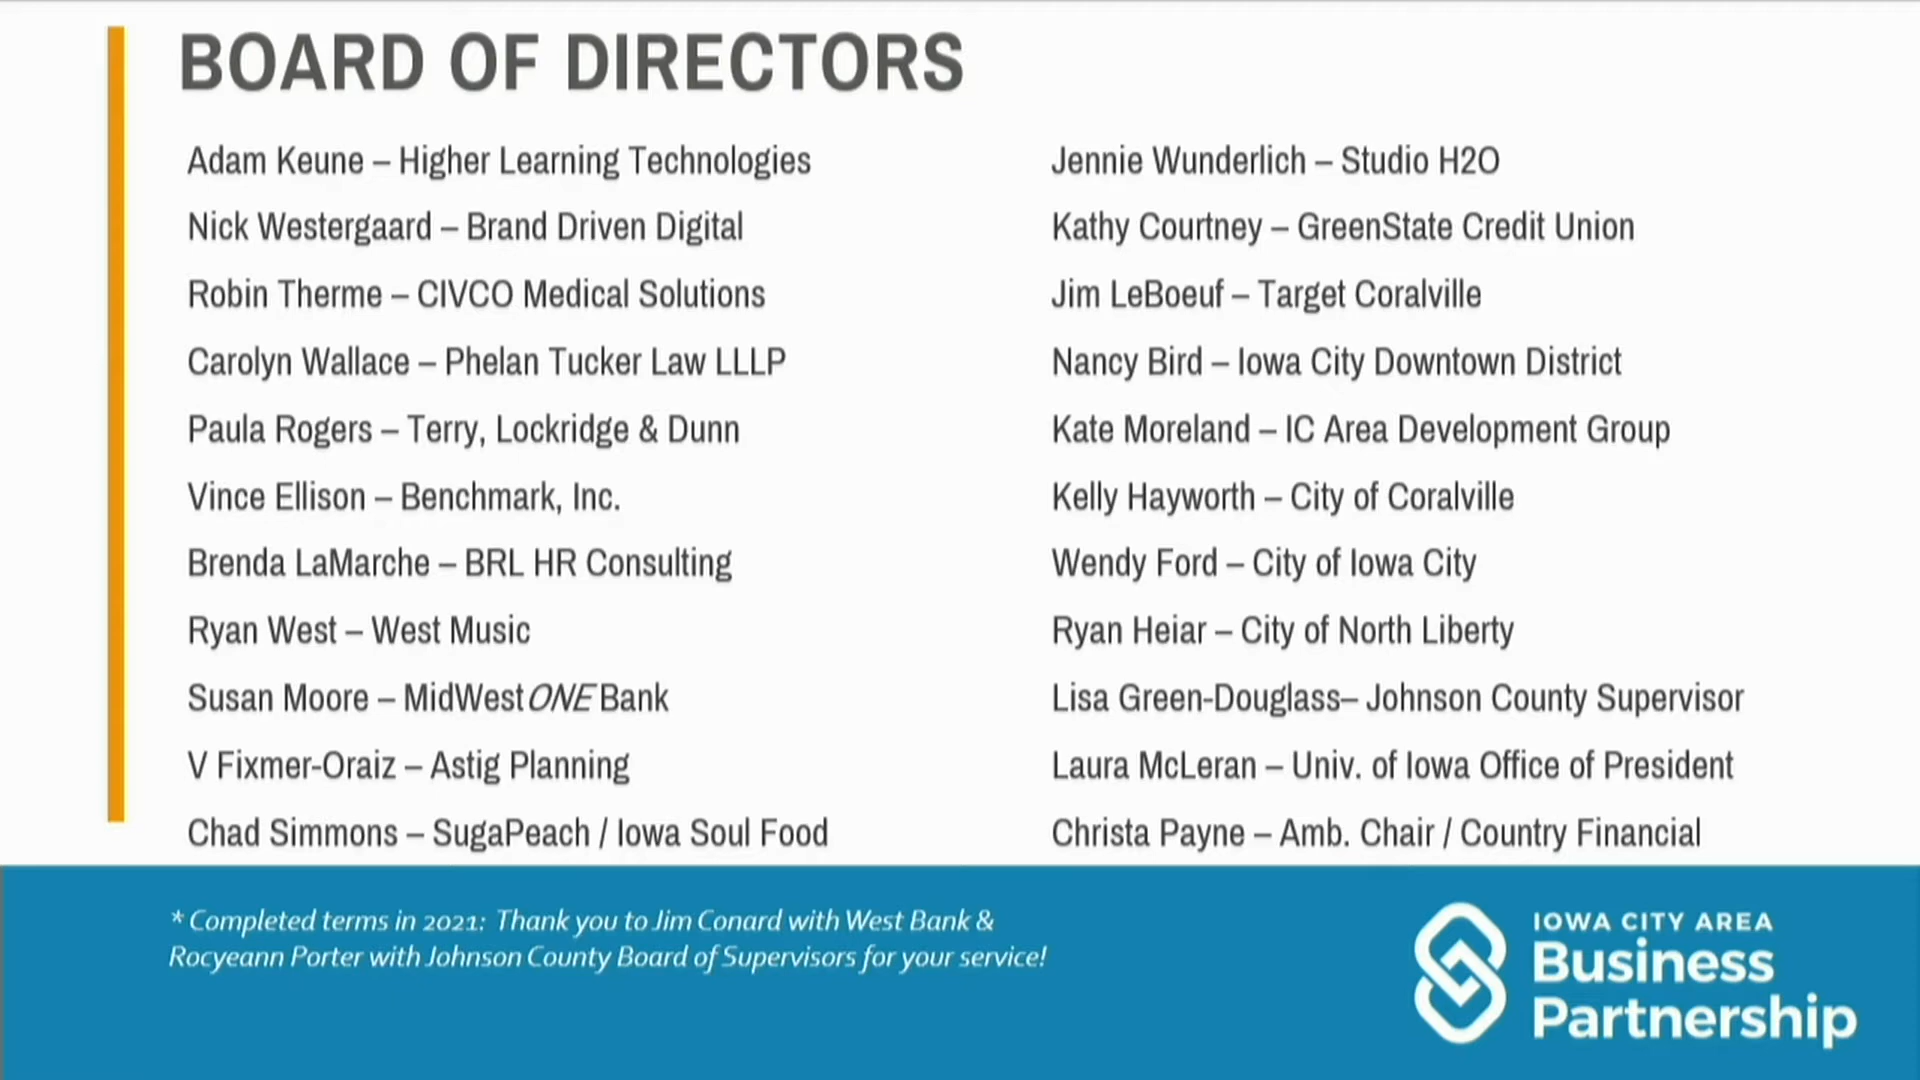 BOARD OF DIRECTORS
Adam Keune – Higher Learning Technologies
Nick Westergaard – Brand Driven Digital
Robin Therme – CIVCO Medical Solutions
Carolyn Wallace – Phelan Tucker Law LLLP
Paula Rogers – Terry, Lockridge & Dunn
Vince Ellison – Benchmark, Inc.
Brenda LaMarche – BRL HR Consulting
Ryan West – West Music
Susan Moore – MidWestONE Bank
V Fixmer-Oraiz – Astig Planning
Chad Simmons – SugaPeach / Iowa Soul Food
Jennie Wunderlich – Studio H2O
Kathy Courtney – GreenState Credit Union
Jim LeBoeuf – Target Coralville
Nancy Bird – Iowa City Downtown District
Kate Moreland – IC Area Development Group
Kelly Hayworth – City of Coralville
Wendy Ford – City of Iowa City
Ryan Heiar – City of North Liberty
Lisa Green-Douglass– Johnson County Supervisor
Laura McLeran – Univ. of Iowa Office of President
Christa Payne – Amb. Chair / Country Financial
* Completed terms in 2021: Thank you to Jim Conard with West Bank &
Rocyeann Porter with Johnson County Board of Supervisors for your service!
IOWA CITY AREA
Business
Partnership